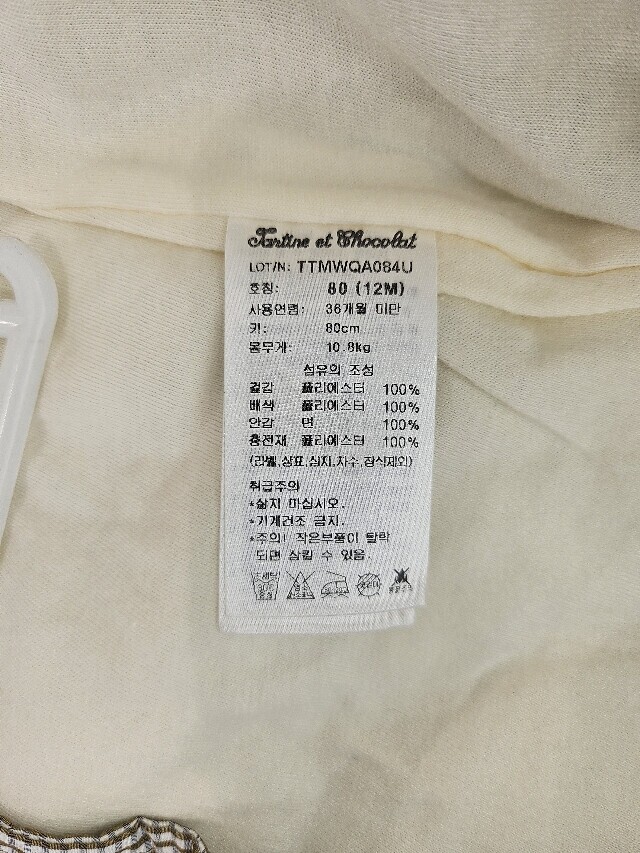 Tartine et Chocolat
LOT/N: TTMWQA084U
호칭: 80 (12M)
사용연령: 36개월 미만
키: 80cm
몸무게: 10.8kg
섬유의 조성
겉감 폴리에스터 100%
배색 폴리에스터 100%
안감 면 100%
충전재 폴리에스터 100%
(라벨,상표,심지,자수,장식제외)
취급주의
*삶지 마십시오.
*기계건조 금지.
*주의! 작은부품이 탈락
되면 삼킬 수 있음.